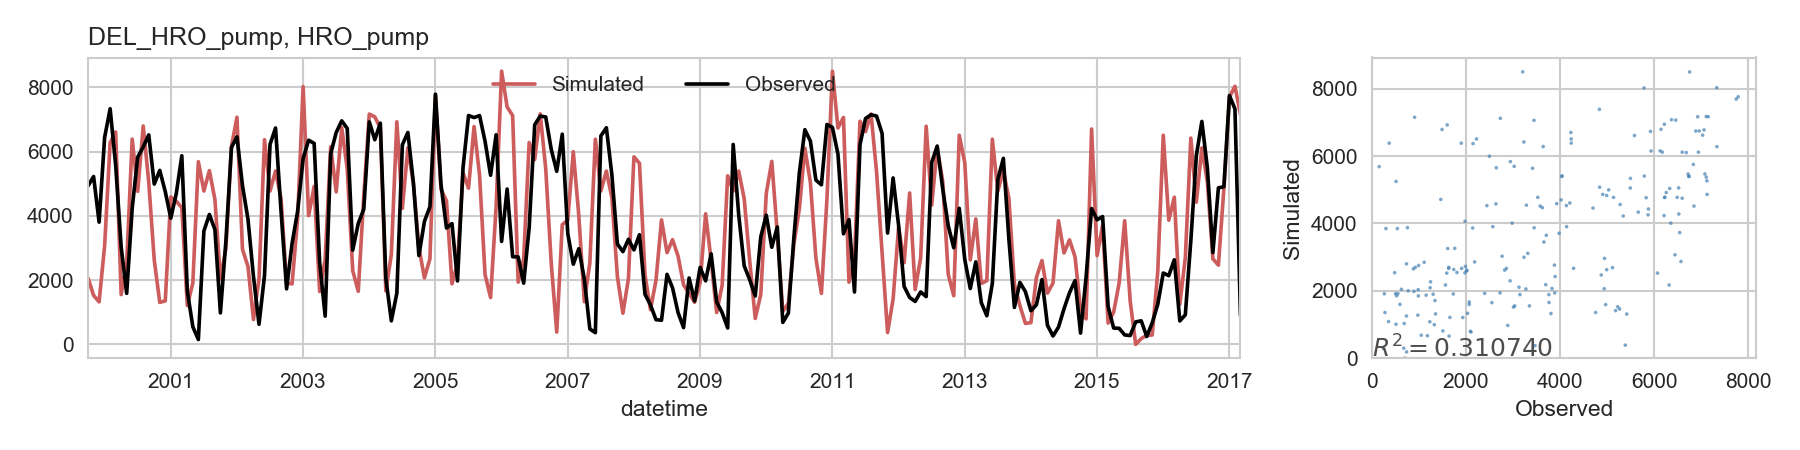 DEL_HRO_pump, HRO_pump
Simulated Observed
8000
6000
4000
2000
0
2001 2003 2005 2007 2009 2011 2013 2015 2017
datetime
Simulated
8000
6000
4000
2000
0
R² = 0.310740
0 2000 4000 6000 8000
Observed